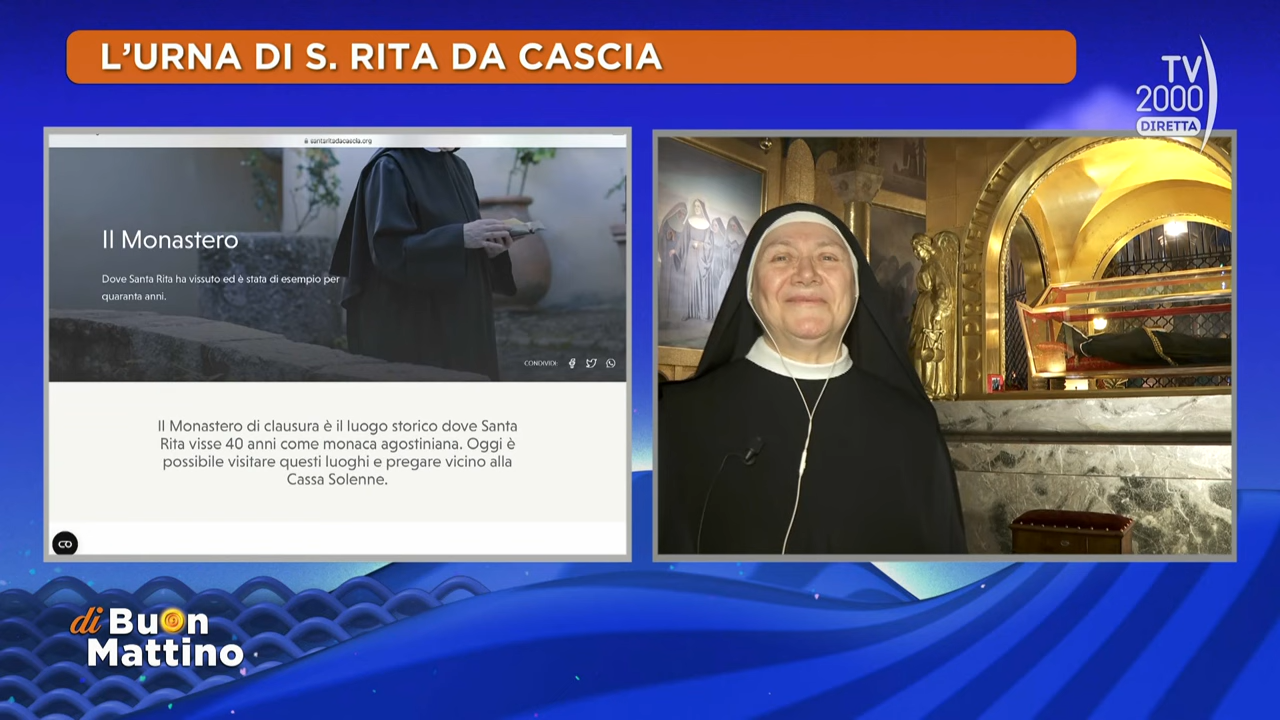 L'URNA DI S. RITA DA CASCIA
TV
2000
DIRETTA
santaritadacascia.org
Il Monastero
Dove Santa Rita ha vissuto ed è stata di esempio per
quaranta anni.
CONDIVIDI:
Il Monastero di clausura è il luogo storico dove Santa
Rita visse 40 anni come monaca agostiniana. Oggi è
possibile visitare questi luoghi e pregare vicino alla
Cassa Solenne.
di Buon
Mattino